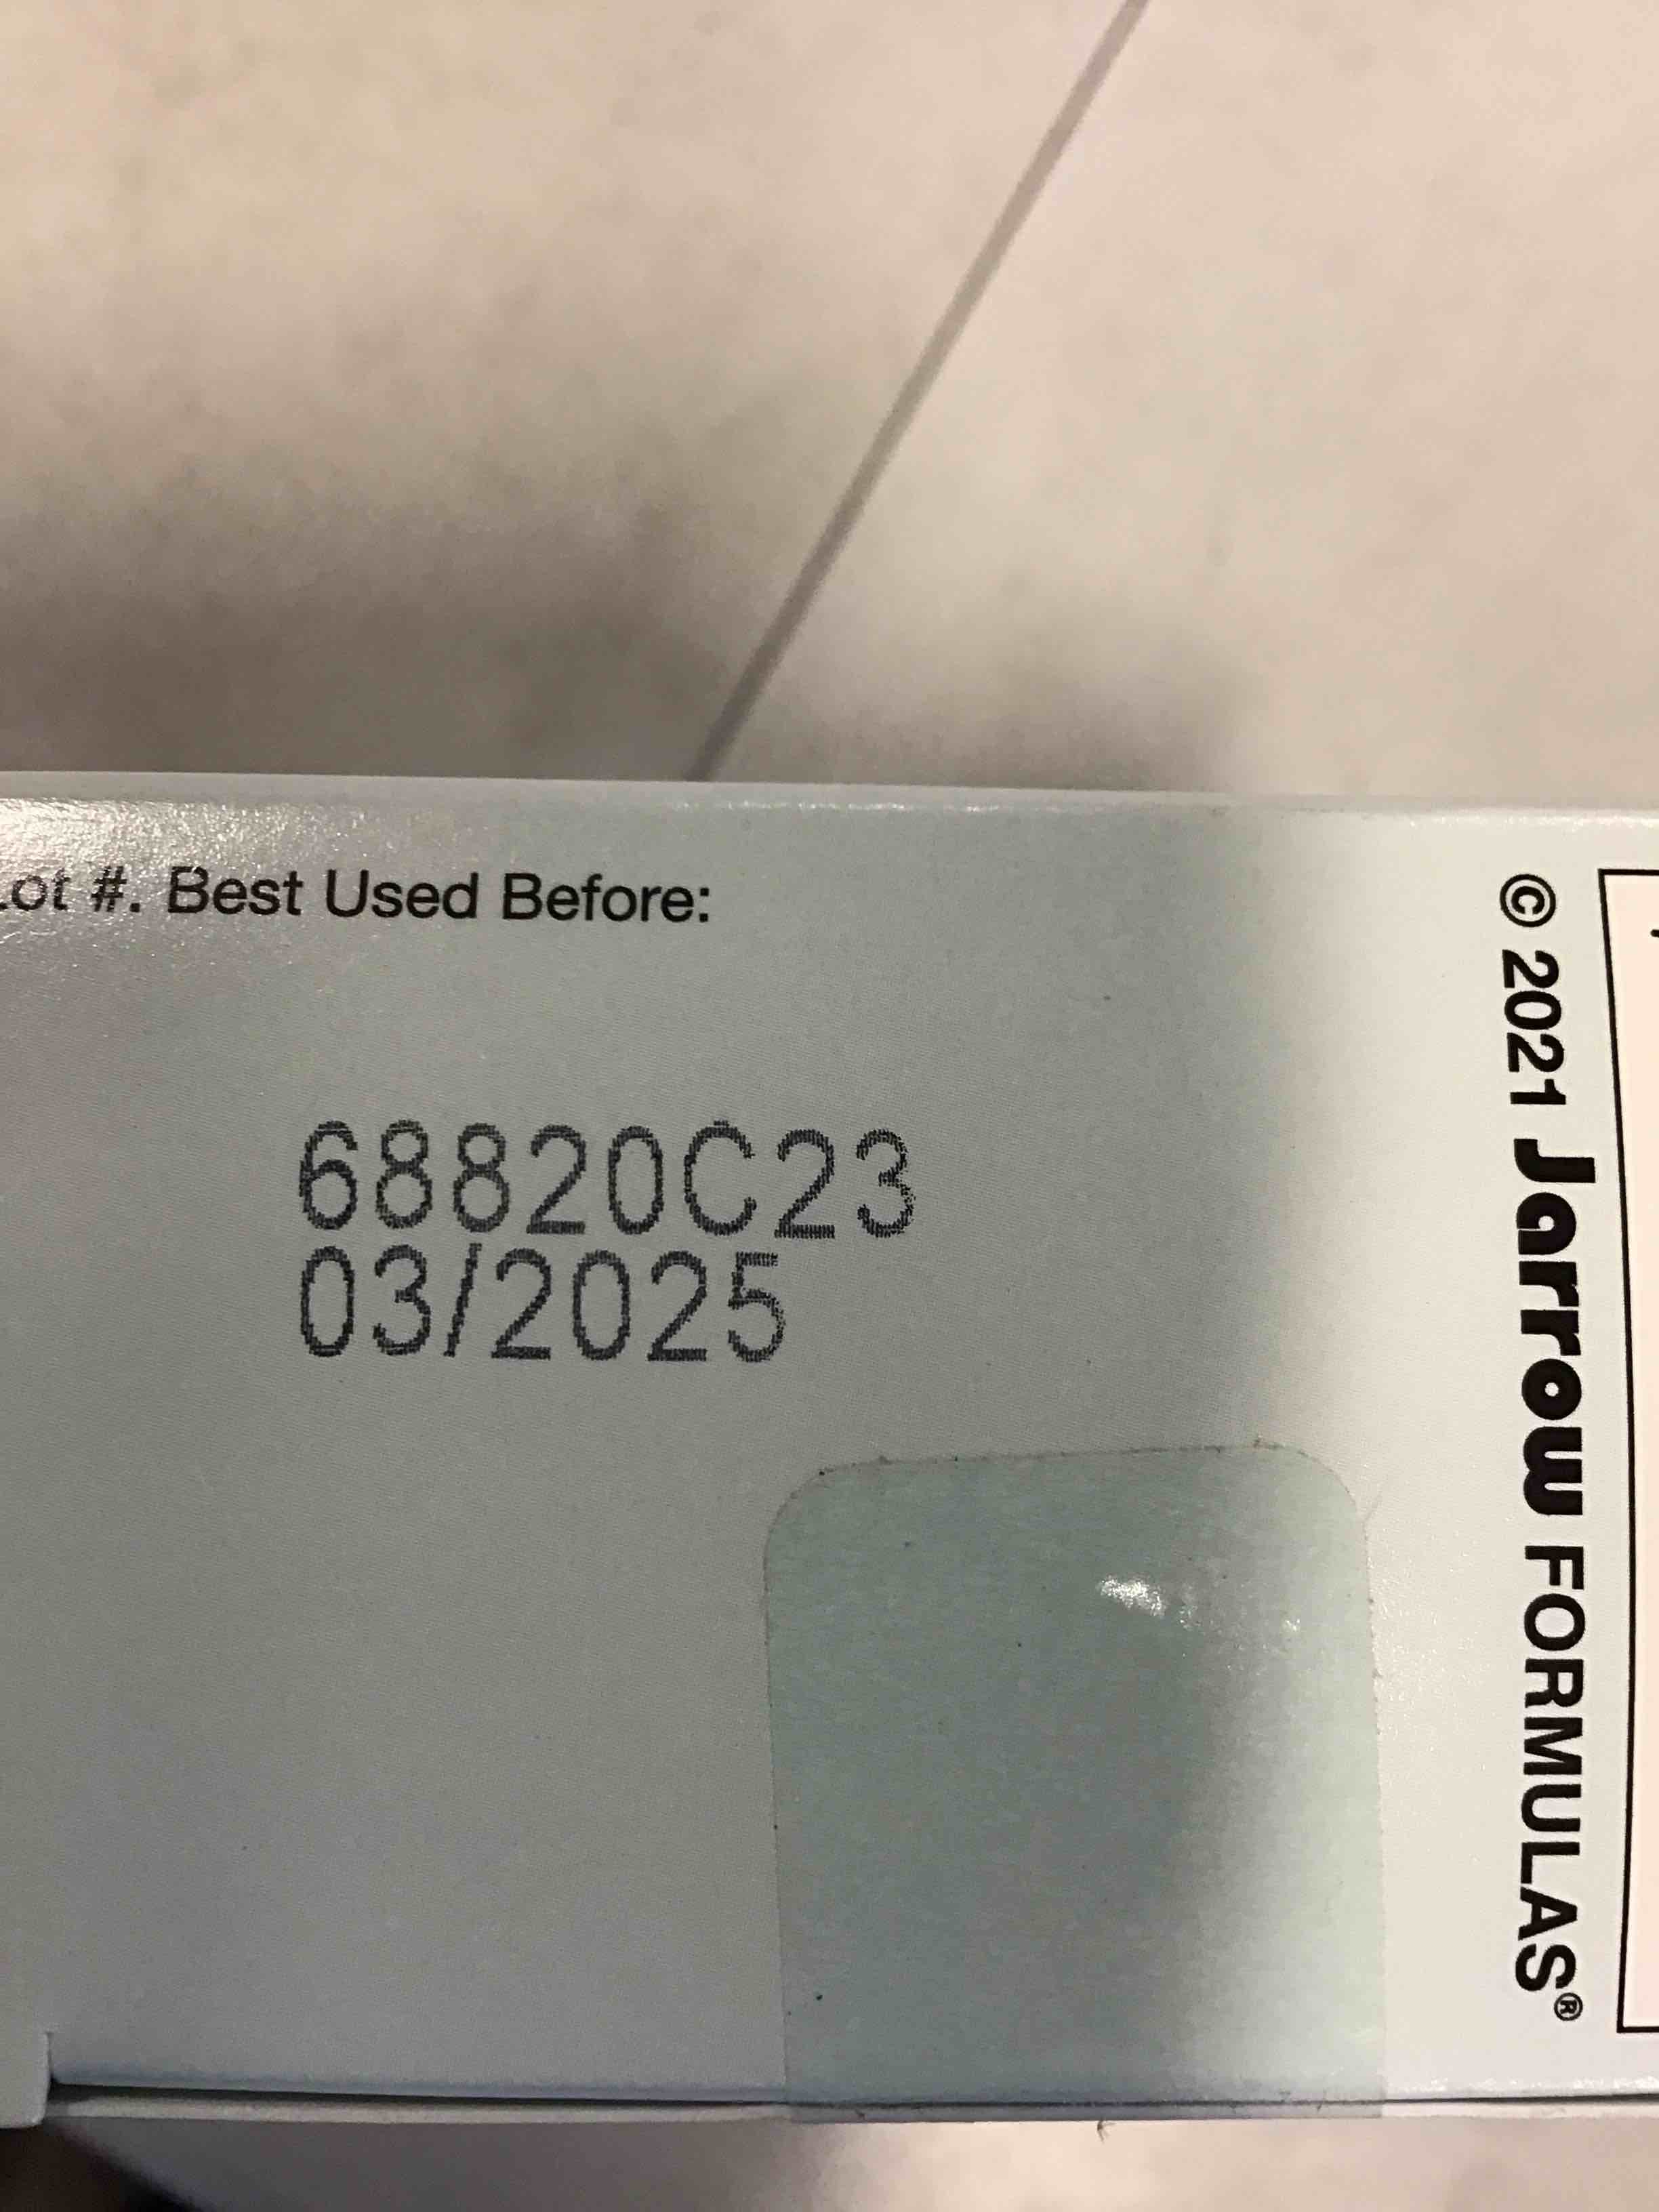 Lot #. Best Used Before:
68820C23
03/2025
© 2021 Jarrow FORMULAS®